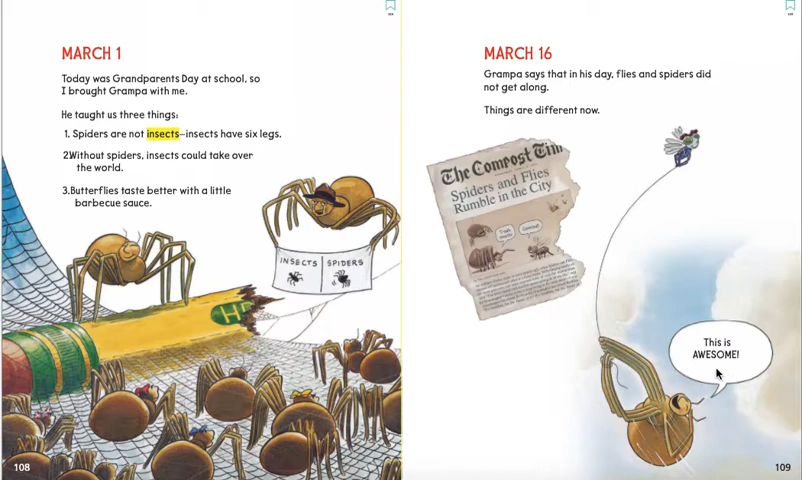 MARCH 1
Today was Grandparents Day at school, so
I brought Grampa with me.
He taught us three things:
1. Spiders are not insects–insects have six legs.
2.Without spiders, insects could take over
the world.
3.Butterflies taste better with a little
barbecue sauce.
INSECTS SPIDERS
H
108
MARCH 16
Grampa says that in his day, flies and spiders did
not get along.
Things are different now.
The Compost Tim
Spiders and Flies
Rumble in the City
This is
AWESOME!
109